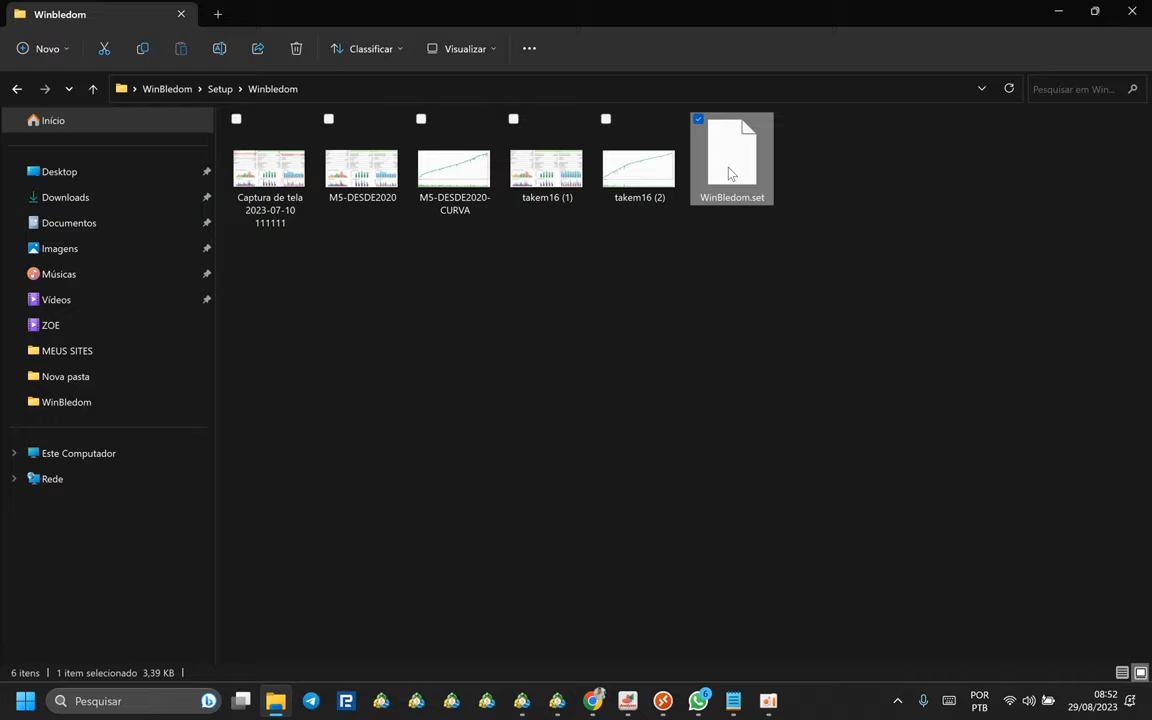 Winbledom
Novo
Classificar
Visualizar
WinBledom
Setup
Winbledom
Pesquisar em Win...
Início
Desktop
Downloads
Documentos
Imagens
Músicas
Vídeos
ZOE
MEUS SITES
Nova pasta
WinBledom
Este Computador
Rede
Captura de tela
2023-07-10
111111
M5-DESDE2020
M5-DESDE2020-
CURVA
takem16 (1)
takem16 (2)
WinBledom.set
6 itens
1 item selecionado 3,39 KB
Pesquisar
6
POR
PTB
08:52
29/08/2023